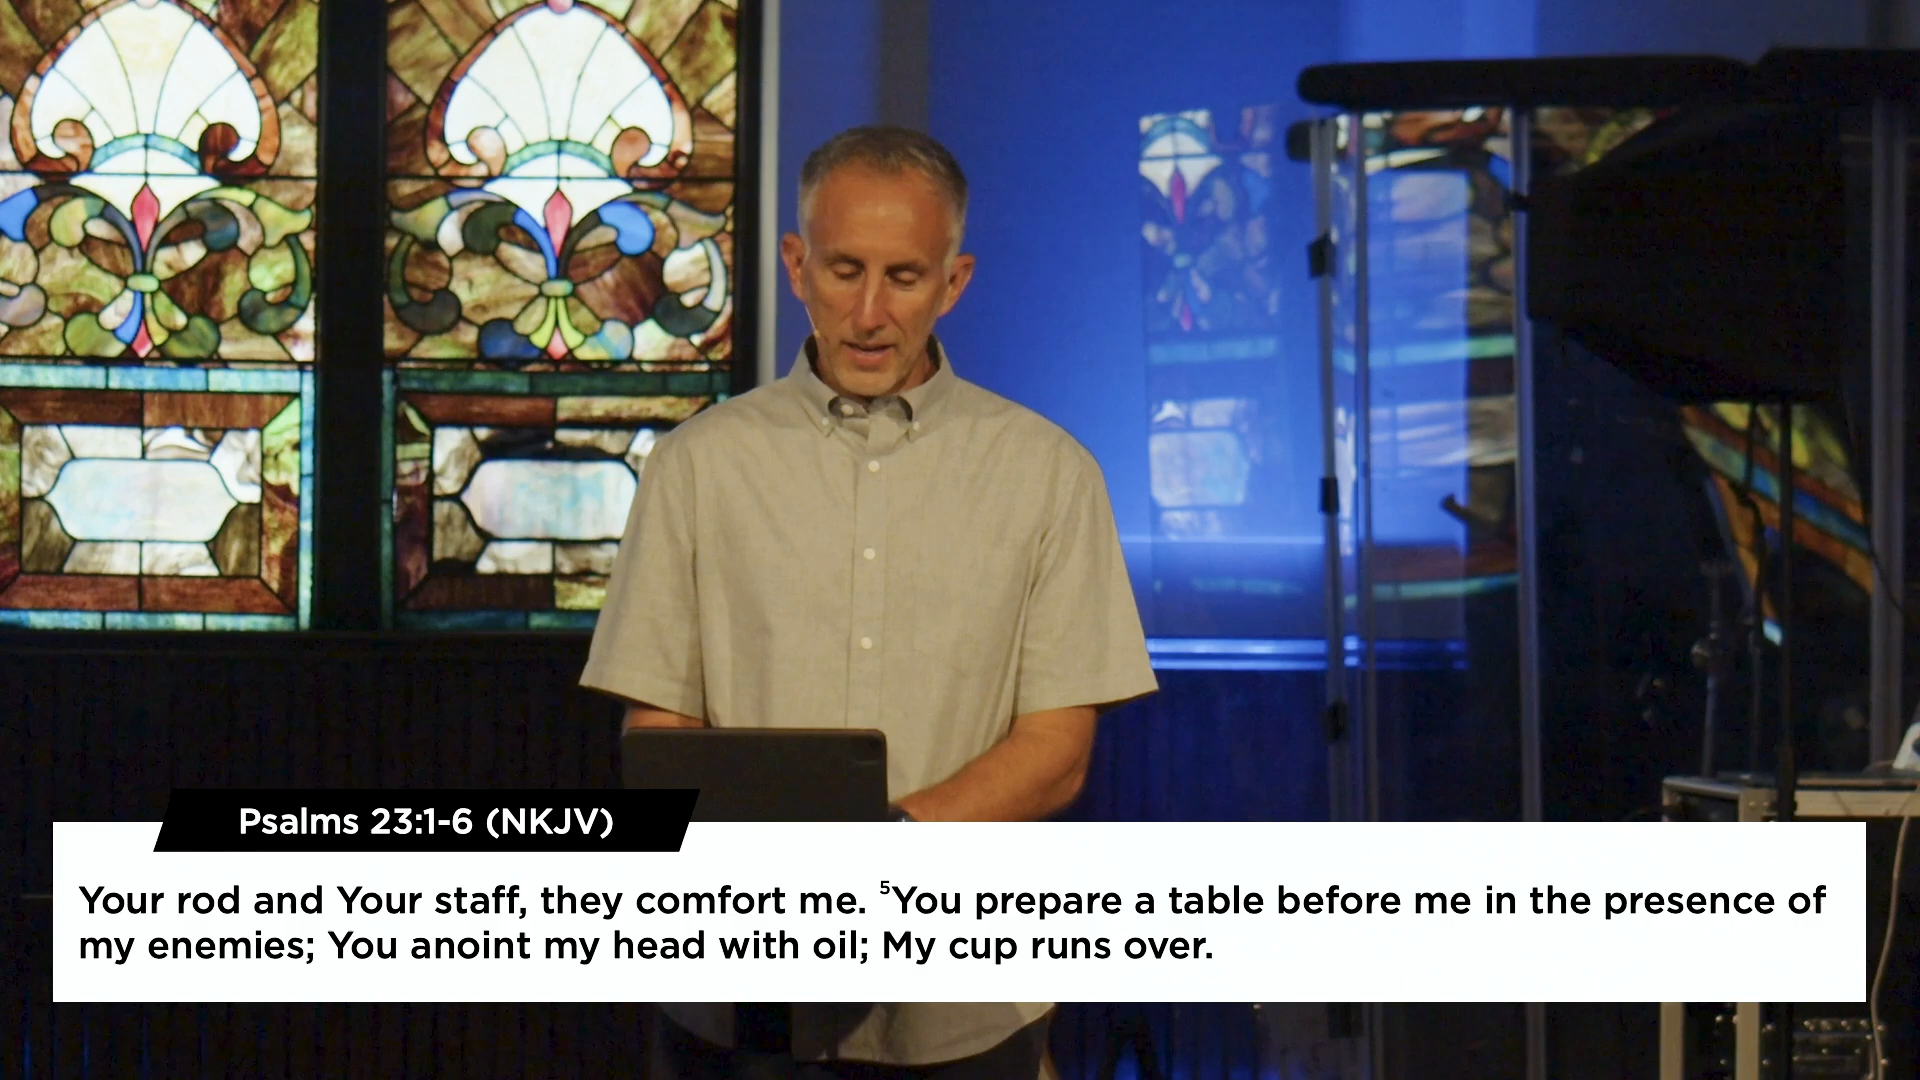 Psalms 23:1-6 (NKJV)
Your rod and Your staff, they comfort me. ⁵You prepare a table before me in the presence of
my enemies; You anoint my head with oil; My cup runs over.